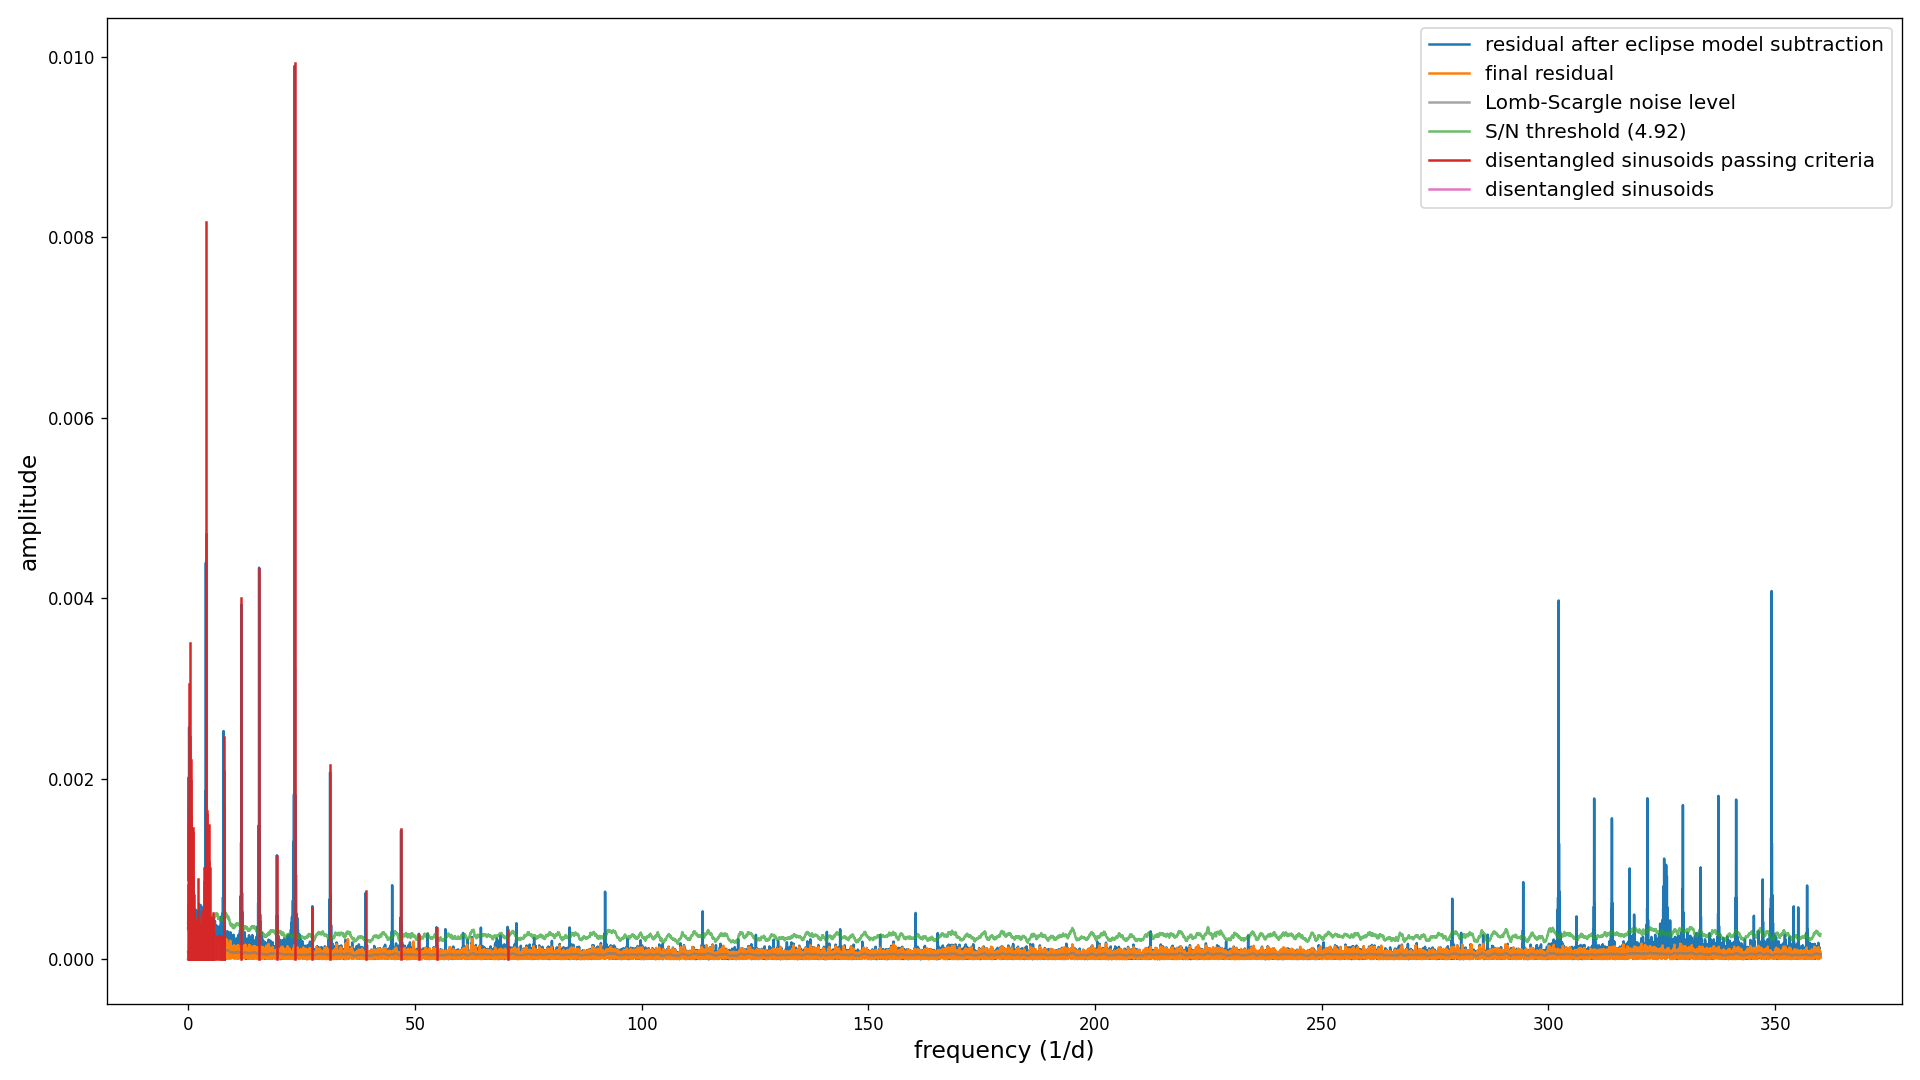 residual after eclipse model subtraction
final residual
Lomb-Scargle noise level
S/N threshold (4.92)
disentangled sinusoids passing criteria
disentangled sinusoids
amplitude
0.010
0.008
0.006
0.004
0.002
0.000
0 50 100 150 200 250 300 350
frequency (1/d)